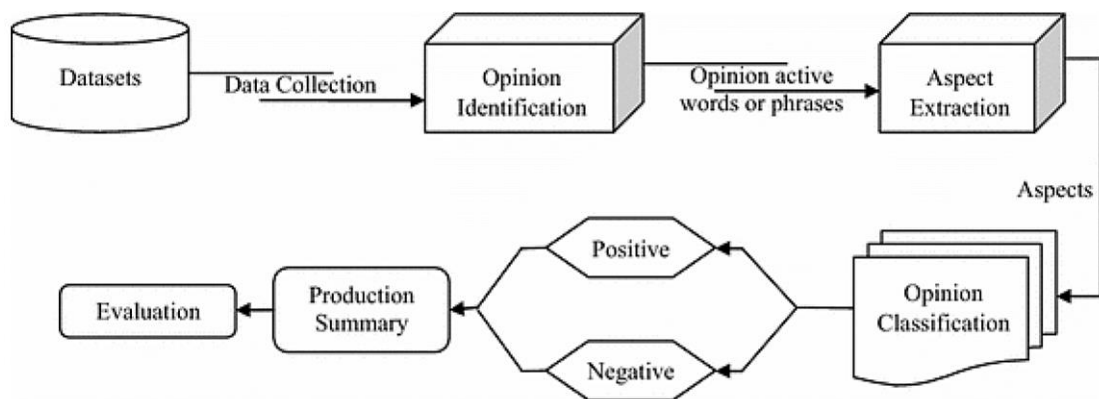 Datasets
Data Collection
Opinion
Identification
Opinion active
words or phrases
Aspect
Extraction
Aspects
Opinion
Classification
Positive
Negative
Production
Summary
Evaluation